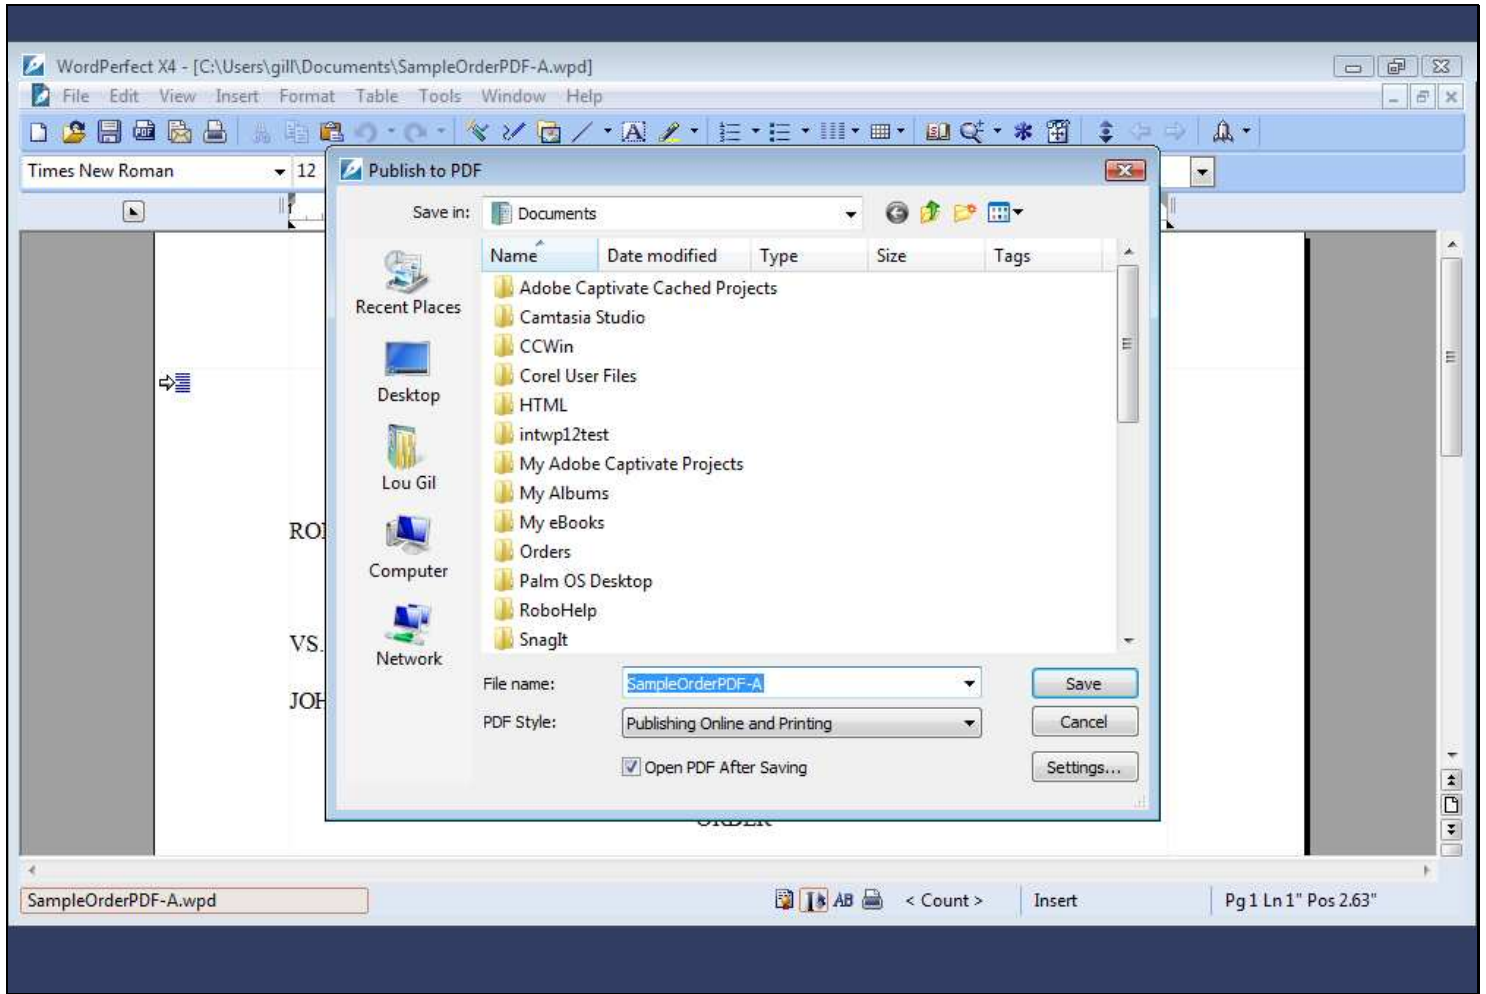 WordPerfect X4 - [C:\Users\gill\Documents\SampleOrderPDF-A.wpd]
File Edit View Insert Format Table Tools Window Help
Times New Roman 12
Publish to PDF
Save in: Documents
Name Date modified Type Size Tags
Recent Places
Desktop
Lou Gil
Computer
Network
Adobe Captivate Cached Projects
Camtasia Studio
CCWin
Corel User Files
HTML
intwp12test
My Adobe Captivate Projects
My Albums
My eBooks
Orders
Palm OS Desktop
RoboHelp
SnagIt
File name: SampleOrderPDF-A Save
PDF Style: Publishing Online and Printing Cancel
Open PDF After Saving Settings...
VS.
JOH
SampleOrderPDF-A.wpd AB < Count > Insert Pg 1 Ln 1" Pos 2.63"